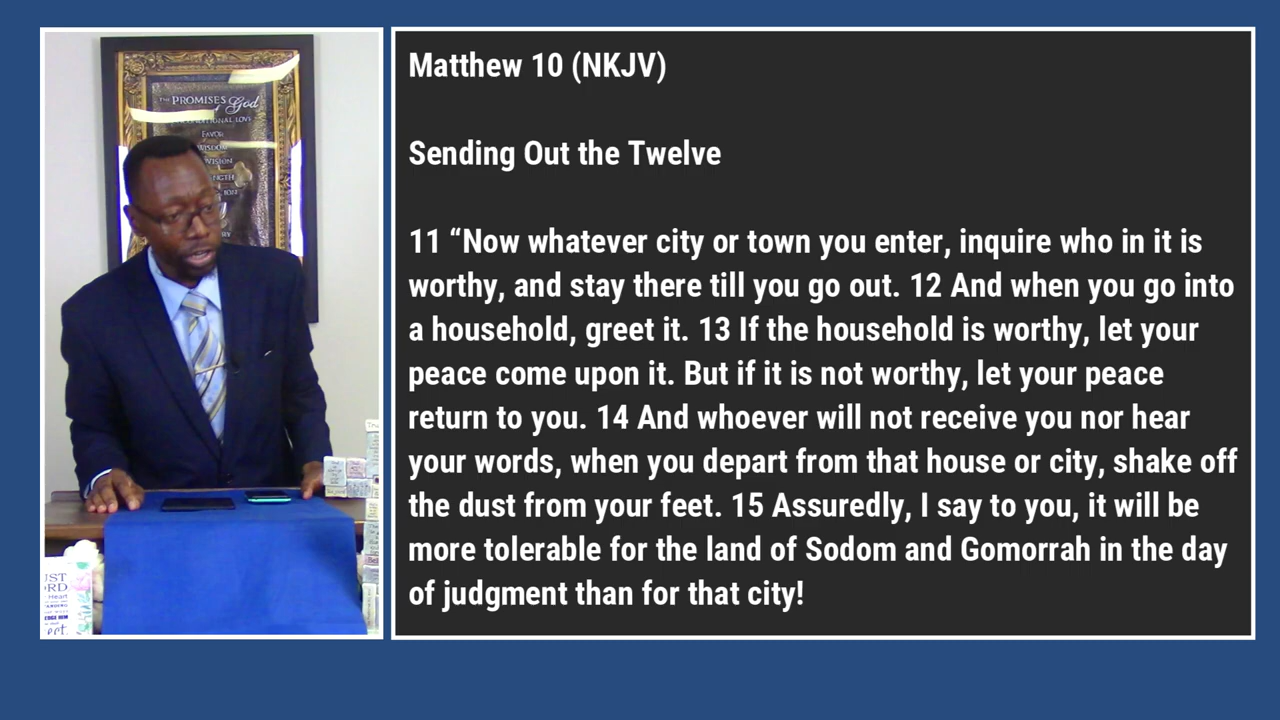 THE PROMISES
of God
FAVOR
Matthew 10 (NKJV)
Sending Out the Twelve
11 “Now whatever city or town you enter, inquire who in it is
worthy, and stay there till you go out. 12 And when you go into
a household, greet it. 13 If the household is worthy, let your
peace come upon it. But if it is not worthy, let your peace
return to you. 14 And whoever will not receive you nor hear
your words, when you depart from that house or city, shake off
the dust from your feet. 15 Assuredly, I say to you, it will be
more tolerable for the land of Sodom and Gomorrah in the day
of judgment than for that city!